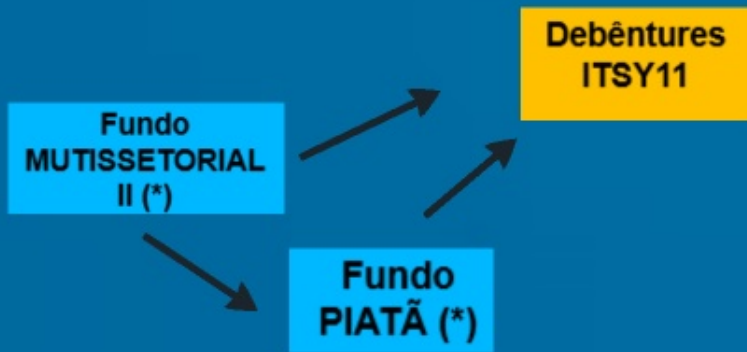 Debêntures
ITSY11
Fundo
MUTISSETORIAL
II (*)
Fundo
PIATÃ (*)